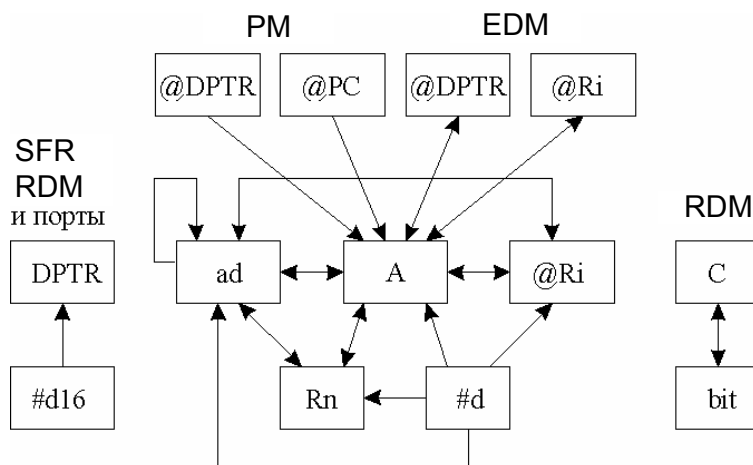 PM
EDM
@DPTR
@PC
@DPTR
@Ri
SFR
RDM
и порты
RDM
DPTR
ad
A
@Ri
C
#d16
Rn
#d
bit